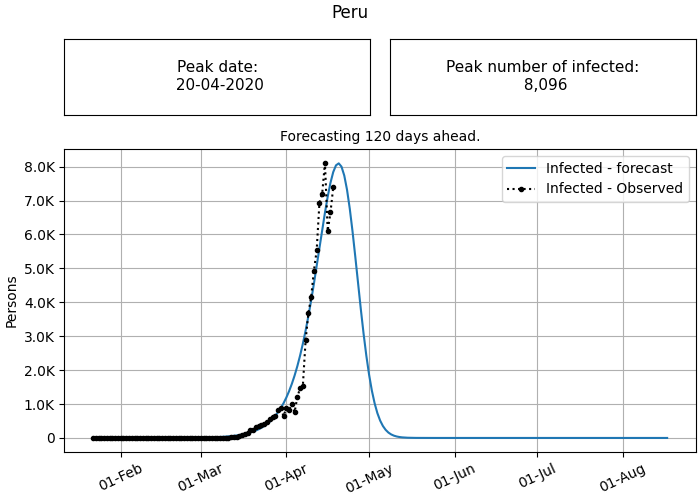 Peru
Peak date:
20-04-2020
Peak number of infected:
8,096
Forecasting 120 days ahead.
Infected - forecast
Infected - Observed
8.0K
7.0K
6.0K
5.0K
4.0K
3.0K
2.0K
1.0K
0
Persons
01-Feb
01-Mar
01-Apr
01-May
01-Jun
01-Jul
01-Aug